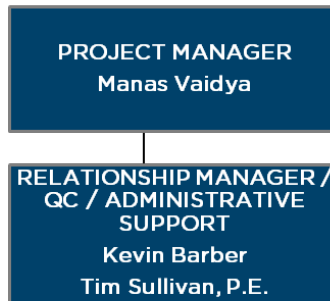 PROJECT MANAGER
Manas Vaidya
RELATIONSHIP MANAGER /
QC / ADMINISTRATIVE
SUPPORT
Kevin Barber
Tim Sullivan, P.E.